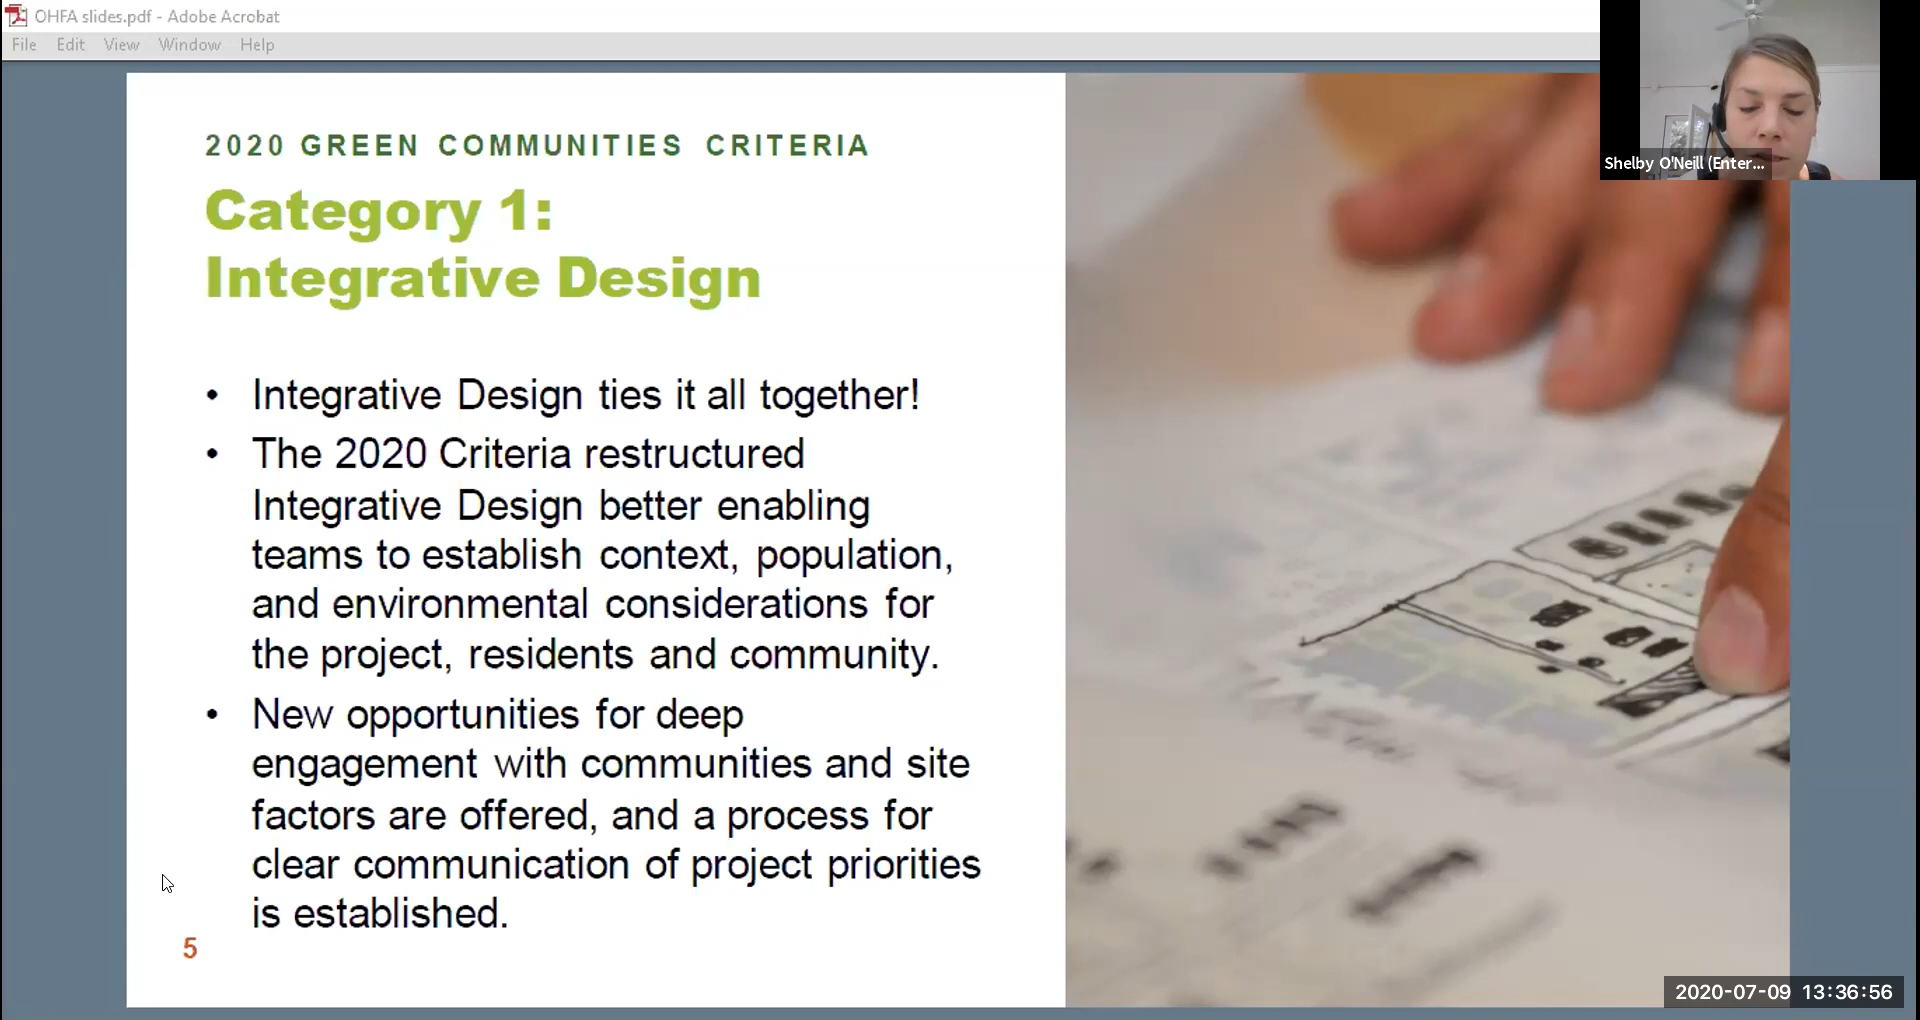 OHFA slides.pdf - Adobe Acrobat
File Edit View Window Help
Shelby O'Neill (Enter...
2020 GREEN COMMUNITIES CRITERIA
Category 1:
Integrative Design
• Integrative Design ties it all together!
• The 2020 Criteria restructured
Integrative Design better enabling
teams to establish context, population,
and environmental considerations for
the project, residents and community.
• New opportunities for deep
engagement with communities and site
factors are offered, and a process for
clear communication of project priorities
is established.
5
2020-07-09 13:36:56